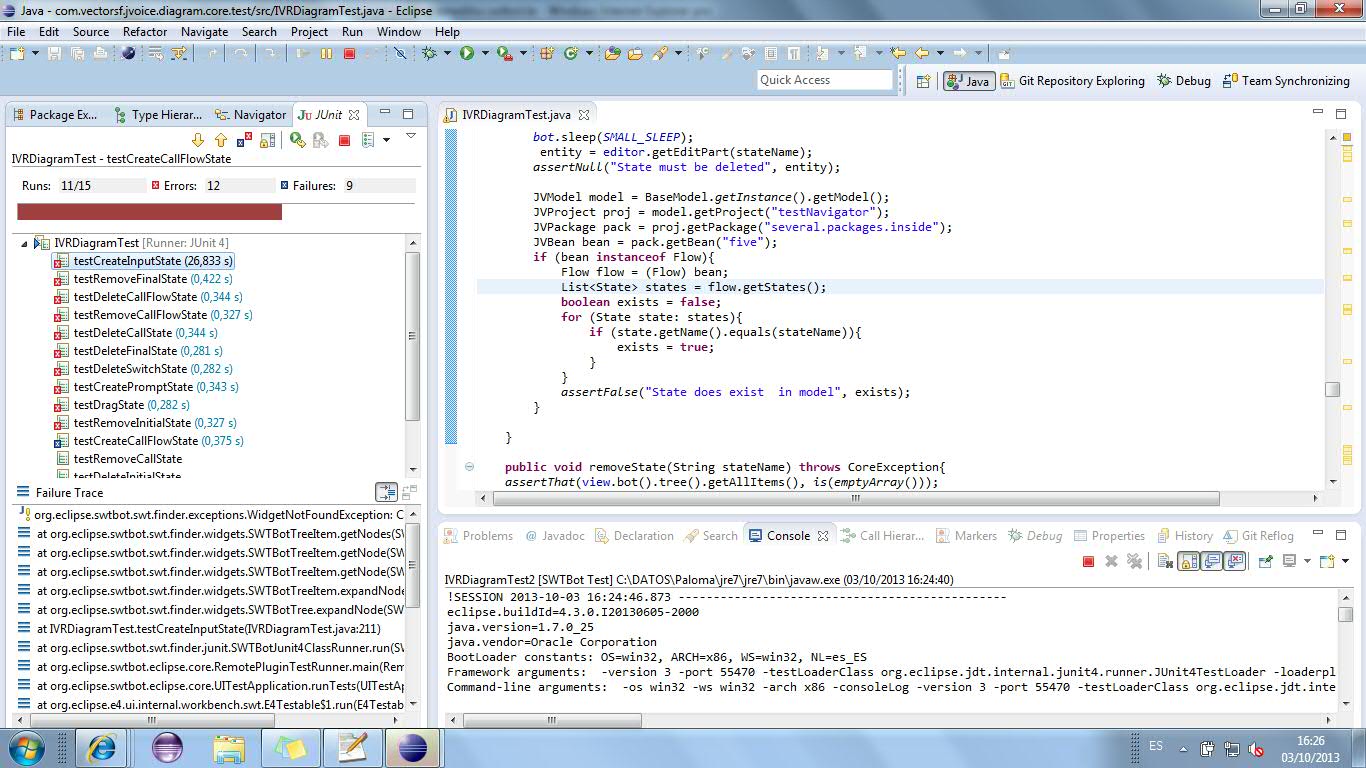 Java - com.vectorsf.jvoice.diagram.core.test/src/IVRDiagramTest.java - Eclipse
File Edit Source Refactor Navigate Search Project Run Window Help
Quick Access
Java Git Repository Exploring Debug Team Synchronizing
Package Ex... Type Hierar... Navigator JUnit
IVRDiagramTest - testCreateCallFlowState
Runs: 11/15 Errors: 12 Failures: 9
IVRDiagramTest [Runner: JUnit 4]
testCreateInputState (26,833 s)
testRemoveFinalState (0,422 s)
testDeleteCallFlowState (0,344 s)
testRemoveCallFlowState (0,327 s)
testDeleteCallState (0,344 s)
testDeleteFinalState (0,281 s)
testDeleteSwitchState (0,282 s)
testCreatePromptState (0,343 s)
testDragState (0,282 s)
testRemoveInitialState (0,327 s)
testCreateCallFlowState (0,375 s)
testRemoveCallState
testDeleteInitialState
Failure Trace
org.eclipse.swtbot.swt.finder.exceptions.WidgetNotFoundException: C
at org.eclipse.swtbot.swt.finder.widgets.SWTBotTreeItem.getNodes(SW
at org.eclipse.swtbot.swt.finder.widgets.SWTBotTreeItem.getNode(SW
at org.eclipse.swtbot.swt.finder.widgets.SWTBotTreeItem.getNode(SW
at org.eclipse.swtbot.swt.finder.widgets.SWTBotTreeItem.expandNode
at org.eclipse.swtbot.swt.finder.widgets.SWTBotTree.expandNode(SW
at IVRDiagramTest.testCreateInputState(IVRDiagramTest.java:211)
at org.eclipse.swtbot.swt.finder.junit.SWTBotJunit4ClassRunner.run(SW
at org.eclipse.swtbot.eclipse.core.RemotePluginTestRunner.main(Rem
at org.eclipse.swtbot.eclipse.core.UITestApplication.runTests(UITestAp
at org.eclipse.e4.ui.internal.workbench.swt.E4Testable$1.run(E4Testab
IVRDiagramTest.java
bot.sleep(SMALL_SLEEP);
entity = editor.getEditPart(stateName);
assertNull("State must be deleted", entity);
JVModel model = BaseModel.getInstance().getModel();
JVProject proj = model.getProject("testNavigator");
JVPackage pack = proj.getPackage("several.packages.inside");
JVBean bean = pack.getBean("five");
if (bean instanceof Flow){
Flow flow = (Flow) bean;
List<State> states = flow.getStates();
boolean exists = false;
for (State state: states){
if (state.getName().equals(stateName)){
exists = true;
}
}
assertFalse("State does exist  in model", exists);
}
}
public void removeState(String stateName) throws CoreException{
assertThat(view.bot().tree().getAllItems(), is(emptyArray()));
Problems @ Javadoc Declaration Search Console Call Hierar... Markers Debug Properties History Git Reflog
IVRDiagramTest2 [SWTBot Test] C:\DATOS\Paloma\jre7\jre7\bin\javaw.exe (03/10/2013 16:24:40)
!SESSION 2013-10-03 16:24:46.873 -----------------------------------------------
eclipse.buildId=4.3.0.I20130605-2000
java.version=1.7.0_25
java.vendor=Oracle Corporation
BootLoader constants: OS=win32, ARCH=x86, WS=win32, NL=es_ES
Framework arguments:  -version 3 -port 55470 -testLoaderClass org.eclipse.jdt.internal.junit4.runner.JUnit4TestLoader -loaderpl
Command-line arguments:  -os win32 -ws win32 -arch x86 -consoleLog -version 3 -port 55470 -testLoaderClass org.eclipse.jdt.inte
ES
16:26
03/10/2013